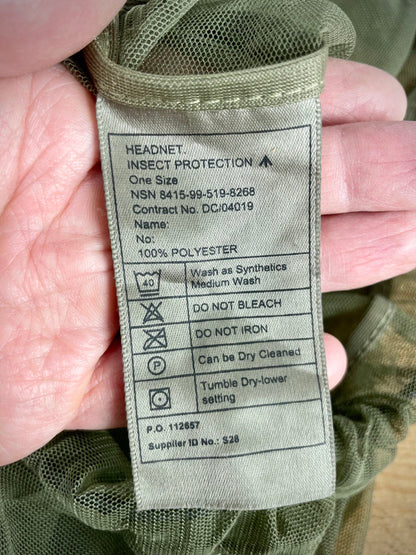 HEADNET.
INSECT PROTECTION
One Size
NSN 8415-99-519-8268
Contract No. DC/04019
Name:
No:
100% POLYESTER
40
Wash as Synthetics
Medium Wash
DO NOT BLEACH
DO NOT IRON
P
Can be Dry Cleaned
Tumble Dry-lower
setting
P.O. 112657
Supplier ID No.: S28